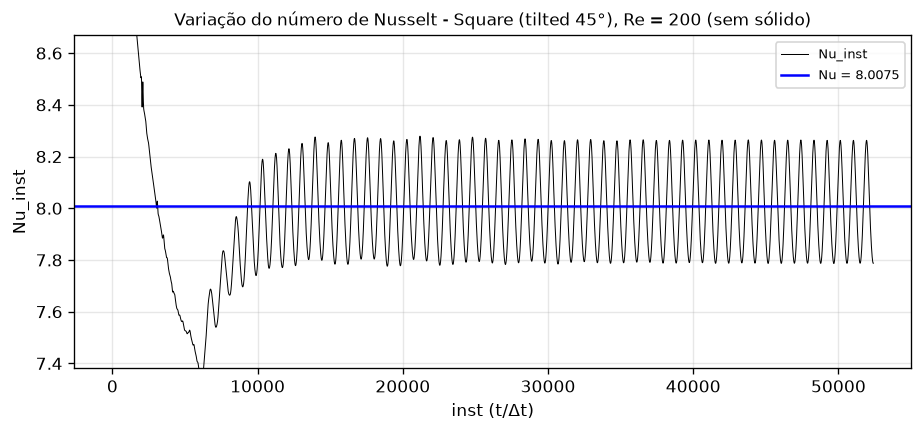 Variação do número de Nusselt - Square (tilted 45°), Re = 200 (sem sólido)
Nu_inst
Nu = 8.0075
8.6
8.4
8.2
8.0
7.8
7.6
7.4
Nu_inst
0 10000 20000 30000 40000 50000
inst (t/Δt)